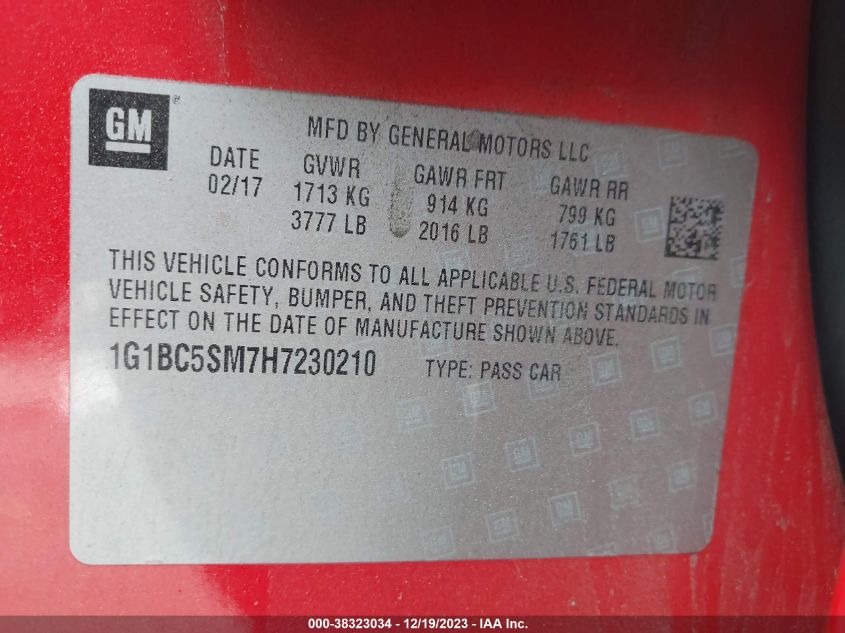 GM ®
MFD BY GENERAL MOTORS LLC
DATE GVWR GAWR FRT GAWR RR
02/17 1713 KG 914 KG 799 KG
3777 LB 2016 LB 1761 LB
THIS VEHICLE CONFORMS TO ALL APPLICABLE U.S. FEDERAL MOTOR
VEHICLE SAFETY, BUMPER, AND THEFT PREVENTION STANDARDS IN
EFFECT ON THE DATE OF MANUFACTURE SHOWN ABOVE.
1G1BC5SM7H7230210 TYPE: PASS CAR
000-38323034 - 12/19/2023 - IAA Inc.